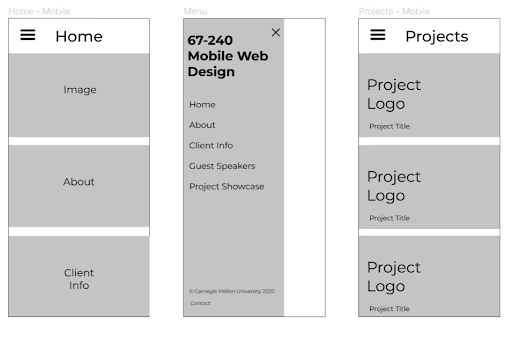 Home - Mobile
Home
Image
About
Client
Info
Menu
67-240
Mobile Web
Design
Home
About
Client Info
Guest Speakers
Project Showcase
© Carnegie Mellon University 2020
Contact
Projects - Mobile
Projects
Project
Logo
Project Title
Project
Logo
Project Title
Project
Logo
Project Title